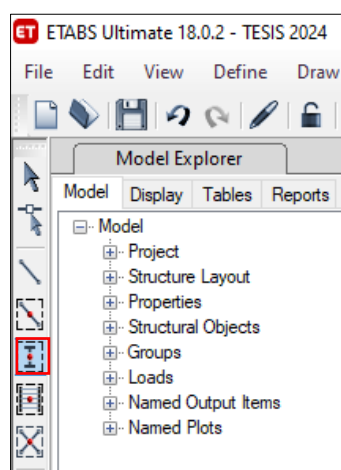 ET ETABS Ultimate 18.0.2 - TESIS 2024
File Edit View Define Draw
Model Explorer
Model Display Tables Reports
Model
Project
Structure Layout
Properties
Structural Objects
Groups
Loads
Named Output Items
Named Plots